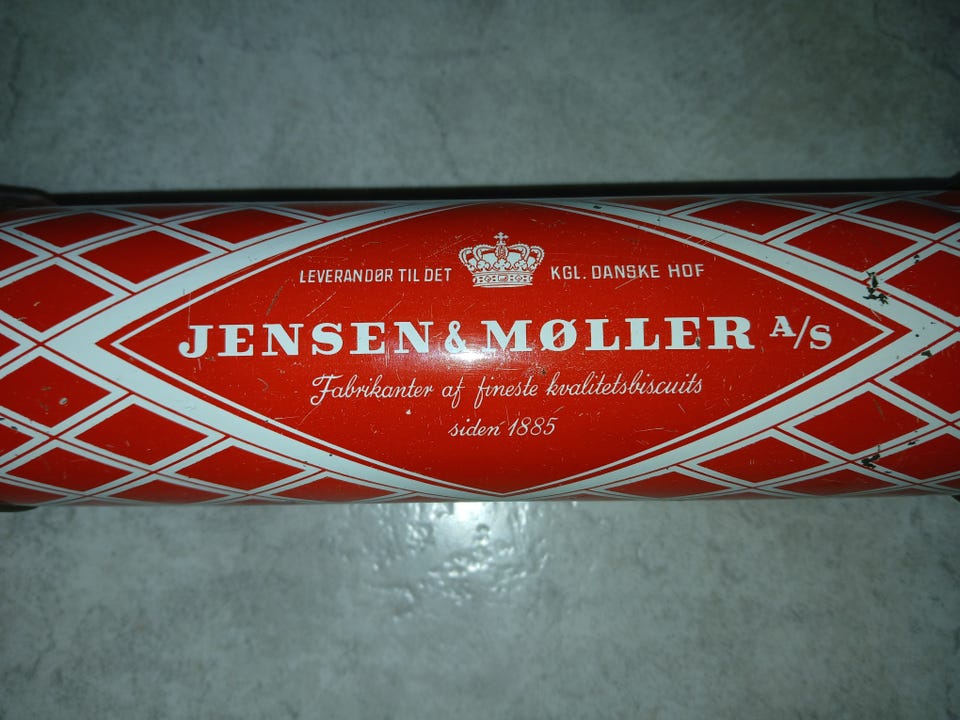 LEVERANDØR TIL DET KGL. DANSKE HOF
JENSEN & MØLLER A/S
Fabrikanter af fineste kvalitetsbiscuits
siden 1885